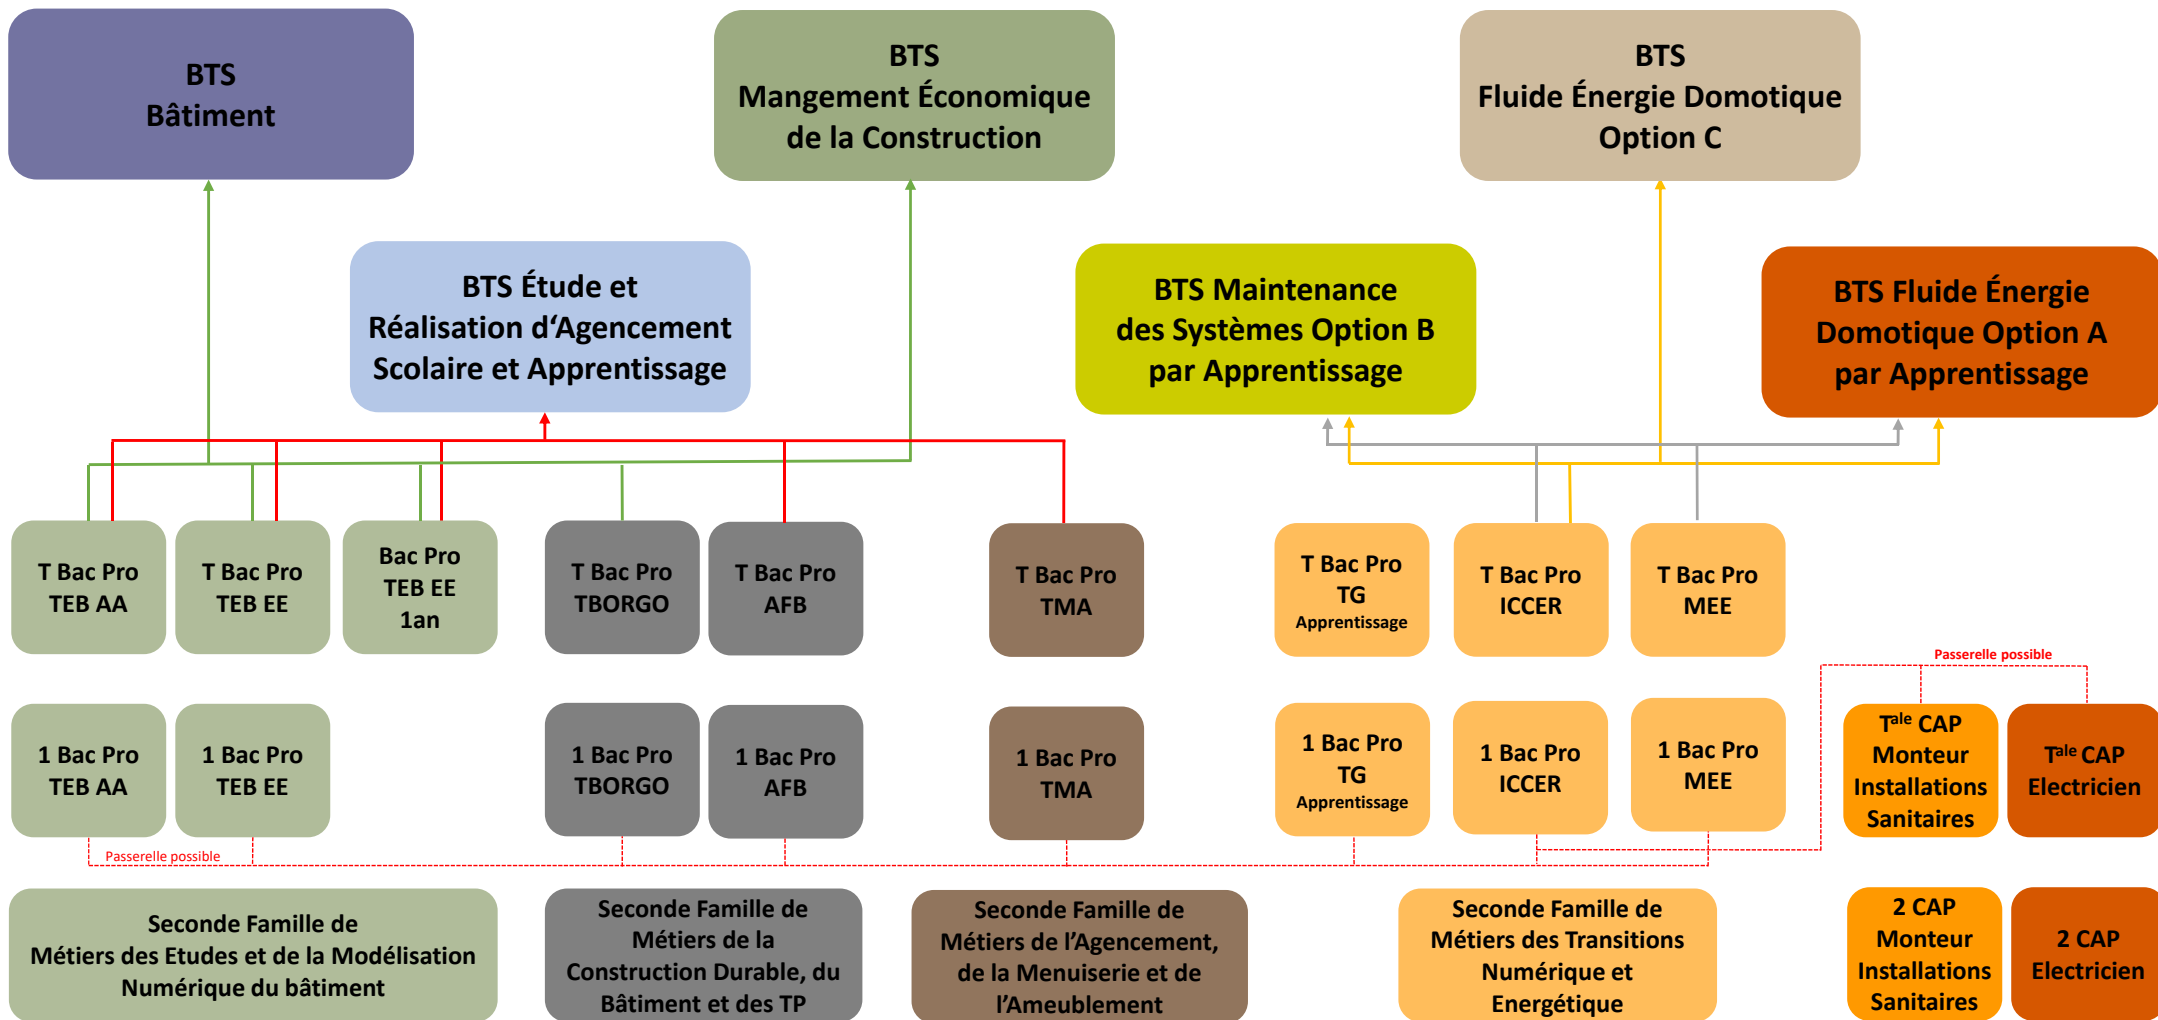 BTS
Bâtiment
BTS
Mangement Économique
de la Construction
BTS
Fluide Énergie Domotique
Option C
BTS Étude et
Réalisation d‘Agencement
Scolaire et Apprentissage
BTS Maintenance
des Systèmes Option B
par Apprentissage
BTS Fluide Énergie
Domotique Option A
par Apprentissage
T Bac Pro
TEB AA
T Bac Pro
TEB EE
Bac Pro
TEB EE
1an
T Bac Pro
TBORGO
T Bac Pro
AFB
T Bac Pro
TMA
T Bac Pro
TG
Apprentissage
T Bac Pro
ICCER
T Bac Pro
MEE
Passerelle possible
1 Bac Pro
TEB AA
1 Bac Pro
TEB EE
1 Bac Pro
TBORGO
1 Bac Pro
AFB
1 Bac Pro
TMA
1 Bac Pro
TG
Apprentissage
1 Bac Pro
ICCER
1 Bac Pro
MEE
Tale CAP
Monteur
Installations
Sanitaires
Tale CAP
Electricien
Passerelle possible
Seconde Famille de
Métiers des Etudes et de la Modélisation
Numérique du bâtiment
Seconde Famille de
Métiers de la
Construction Durable, du
Bâtiment et des TP
Seconde Famille de
Métiers de l’Agencement,
de la Menuiserie et de
l’Ameublement
Seconde Famille de
Métiers des Transitions
Numérique et
Energétique
2 CAP
Monteur
Installations
Sanitaires
2 CAP
Electricien